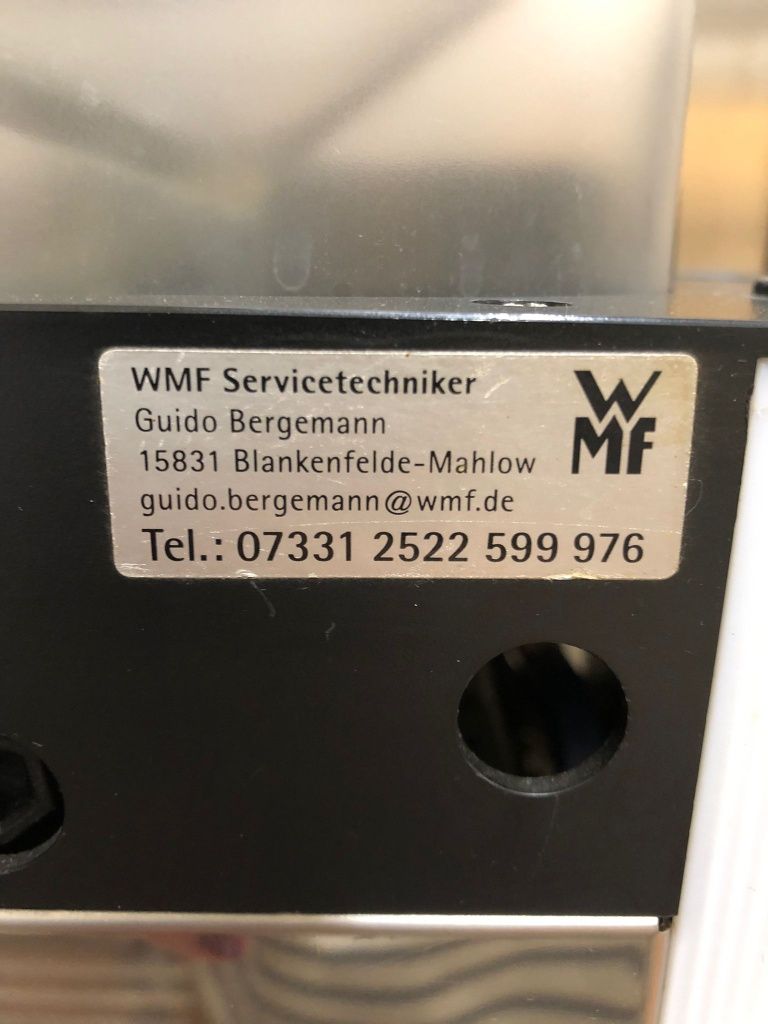 WMF Servicetechniker
Guido Bergemann
15831 Blankenfelde-Mahlow
guido.bergemann@wmf.de
Tel.: 07331 2522 599 976
WMF